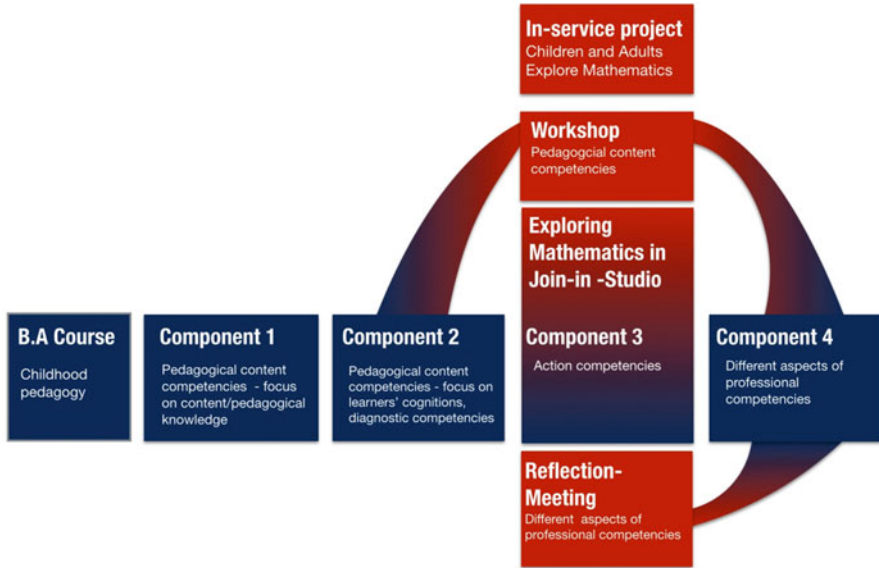 In-service project
Children and Adults
Explore Mathematics
Workshop
Pedagogcial content
competencies
Exploring
Mathematics in
Join-in -Studio
B.A Course
Childhood
pedagogy
Component 1
Pedagogical content
competencies - focus
on content/pedagogical
knowledge
Component 2
Pedagogical content
competencies - focus on
learners' cognitions,
diagnostic competencies
Component 3
Action competencies
Component 4
Different aspects of
professional
competencies
Reflection-
Meeting
Different aspects of
professional competencies